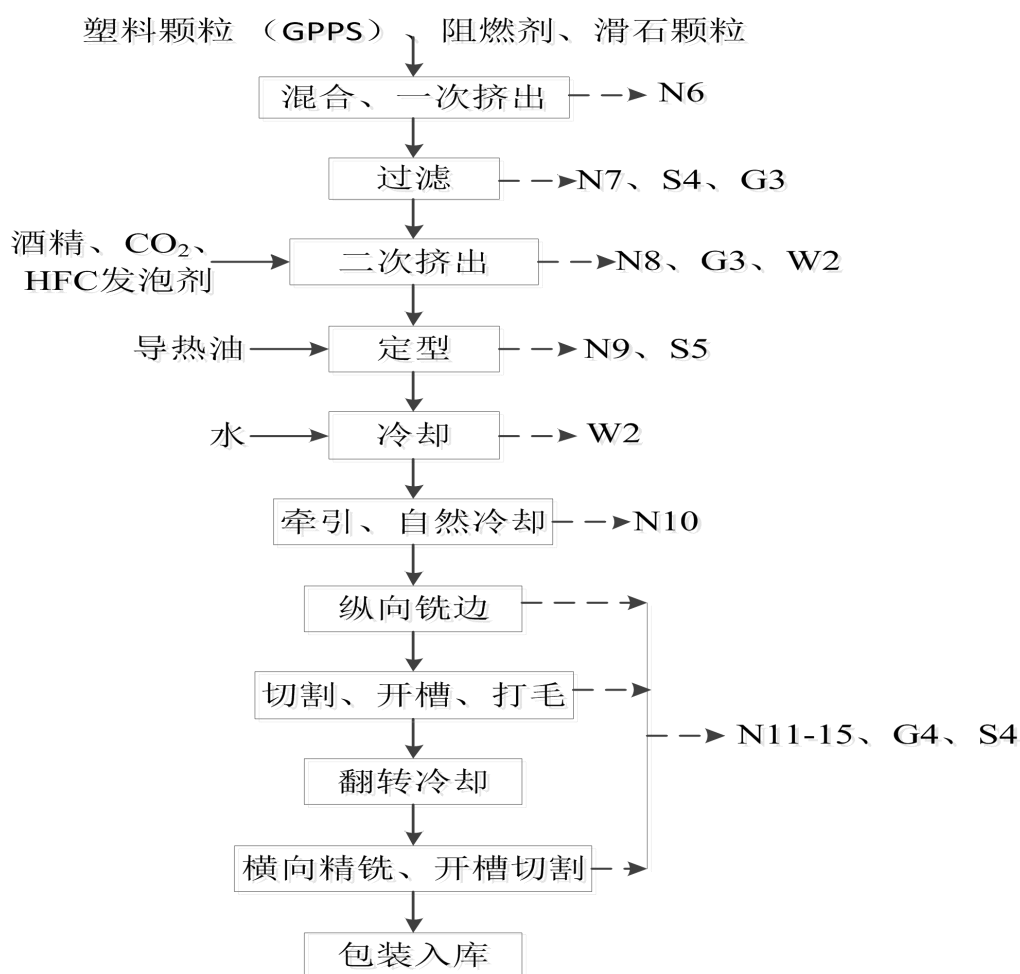 塑料颗粒（GPPS）、阻燃剂、滑石颗粒
混合、一次挤出
N6
过滤
N7、S4、G3
酒精、CO₂、
HFC发泡剂
二次挤出
N8、G3、W2
导热油
定型
N9、S5
水
冷却
W2
牵引、自然冷却
N10
纵向铣边
切割、开槽、打毛
N11-15、G4、S4
翻转冷却
横向精铣、开槽切割
包装入库